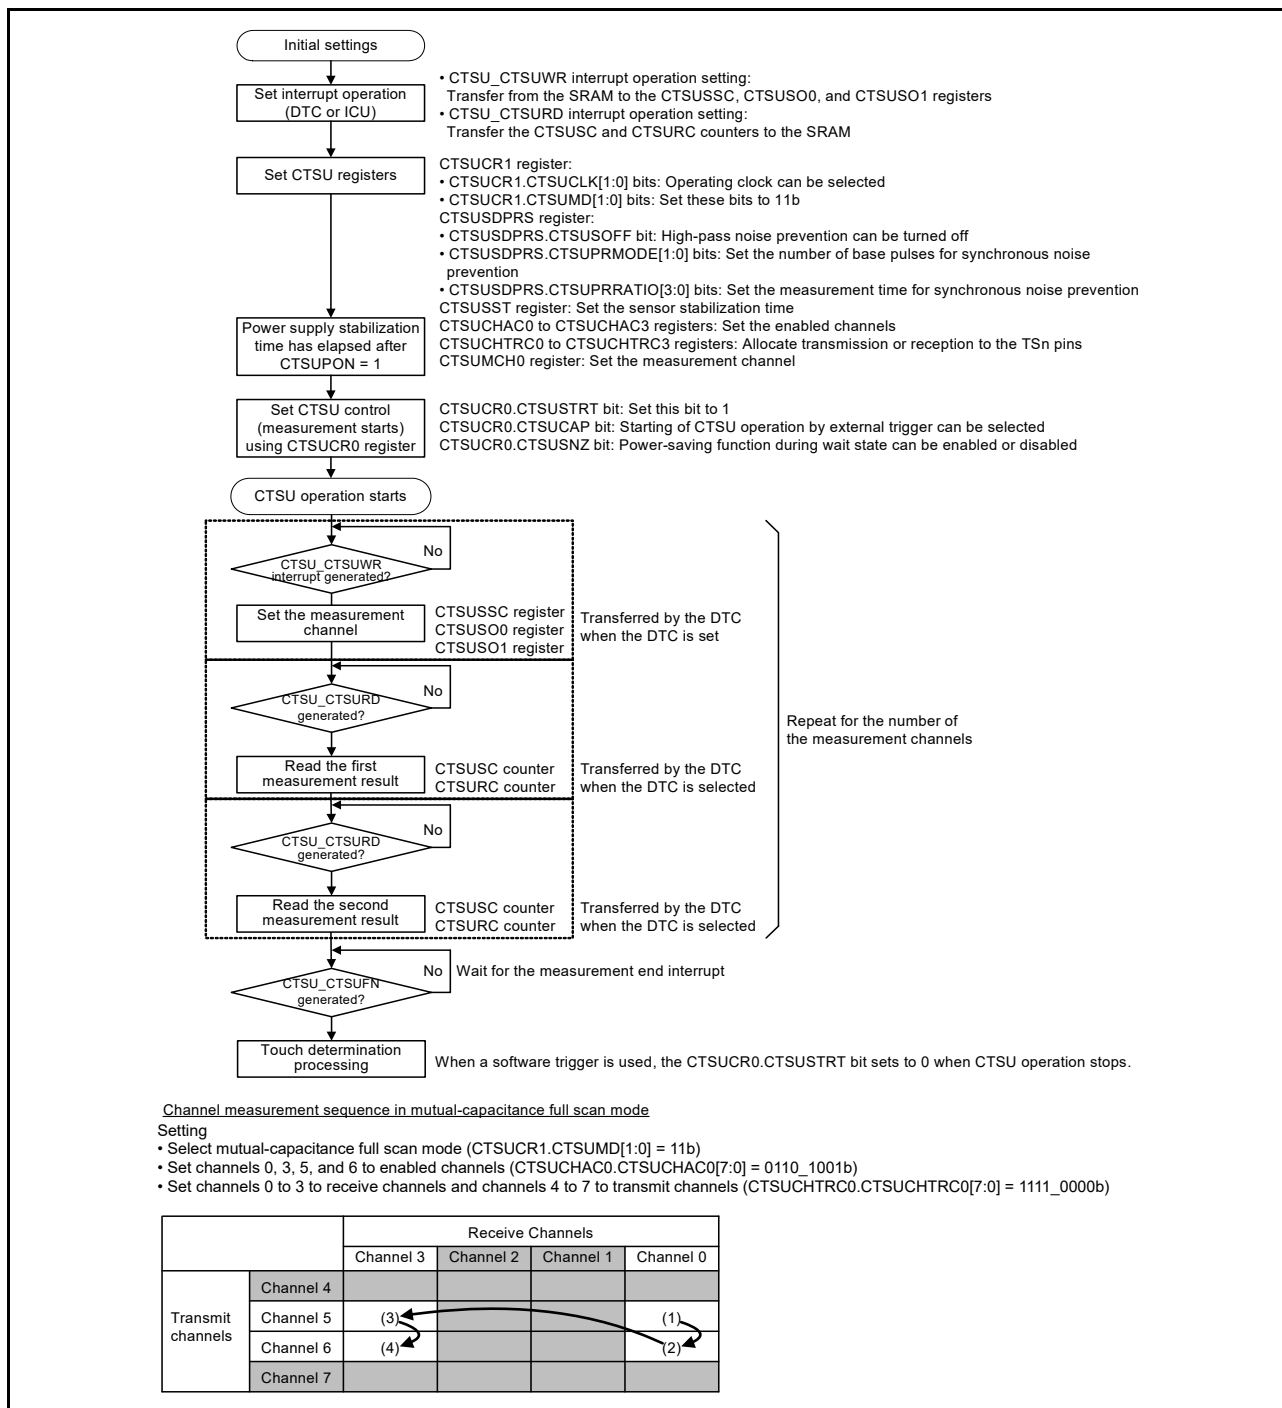 Initial settings
Set interrupt operation
(DTC or ICU)
• CTSU_CTSUWR interrupt operation setting:
Transfer from the SRAM to the CTSUSSC, CTSUSO0, and CTSUSO1 registers
• CTSU_CTSURD interrupt operation setting:
Transfer the CTSUSC and CTSURC counters to the SRAM
Set CTSU registers
CTSUCR1 register:
• CTSUCR1.CTSUCLK[1:0] bits: Operating clock can be selected
• CTSUCR1.CTSUMD[1:0] bits: Set these bits to 11b
CTSUSDPRS register:
• CTSUSDPRS.CTSUSOFF bit: High-pass noise prevention can be turned off
• CTSUSDPRS.CTSUPRMODE[1:0] bits: Set the number of base pulses for synchronous noise
prevention
• CTSUSDPRS.CTSUPRRATIO[3:0] bits: Set the measurement time for synchronous noise prevention
CTSUSST register: Set the sensor stabilization time
CTSUCHAC0 to CTSUCHAC3 registers: Set the enabled channels
CTSUCHTRC0 to CTSUCHTRC3 registers: Allocate transmission or reception to the TSn pins
CTSUMCH0 register: Set the measurement channel
Power supply stabilization
time has elapsed after
CTSUPON = 1
Set CTSU control
(measurement starts)
using CTSUCR0 register
CTSUCR0.CTSUSTRT bit: Set this bit to 1
CTSUCR0.CTSUCAP bit: Starting of CTSU operation by external trigger can be selected
CTSUCR0.CTSUSNZ bit: Power-saving function during wait state can be enabled or disabled
CTSU operation starts
No
CTSU_CTSUWR
interrupt generated?
Set the measurement
channel
CTSUSSC register
CTSUSO0 register
CTSUSO1 register
Transferred by the DTC
when the DTC is set
No
CTSU_CTSURD
generated?
Repeat for the number of
the measurement channels
Read the first
measurement result
CTSUSC counter
CTSURC counter
Transferred by the DTC
when the DTC is selected
No
CTSU_CTSURD
generated?
Read the second
measurement result
CTSUSC counter
CTSURC counter
Transferred by the DTC
when the DTC is selected
No
Wait for the measurement end interrupt
CTSU_CTSUFN
generated?
Touch determination
processing
When a software trigger is used, the CTSUCR0.CTSUSTRT bit sets to 0 when CTSU operation stops.
Channel measurement sequence in mutual-capacitance full scan mode
Setting
• Select mutual-capacitance full scan mode (CTSUCR1.CTSUMD[1:0] = 11b)
• Set channels 0, 3, 5, and 6 to enabled channels (CTSUCHAC0.CTSUCHAC0[7:0] = 0110_1001b)
• Set channels 0 to 3 to receive channels and channels 4 to 7 to transmit channels (CTSUCHTRC0.CTSUCHTRC0[7:0] = 1111_0000b)
Receive Channels
Channel 3 Channel 2 Channel 1 Channel 0
Transmit
channels
Channel 4
Channel 5 (3) (1)
Channel 6 (4) (2)
Channel 7